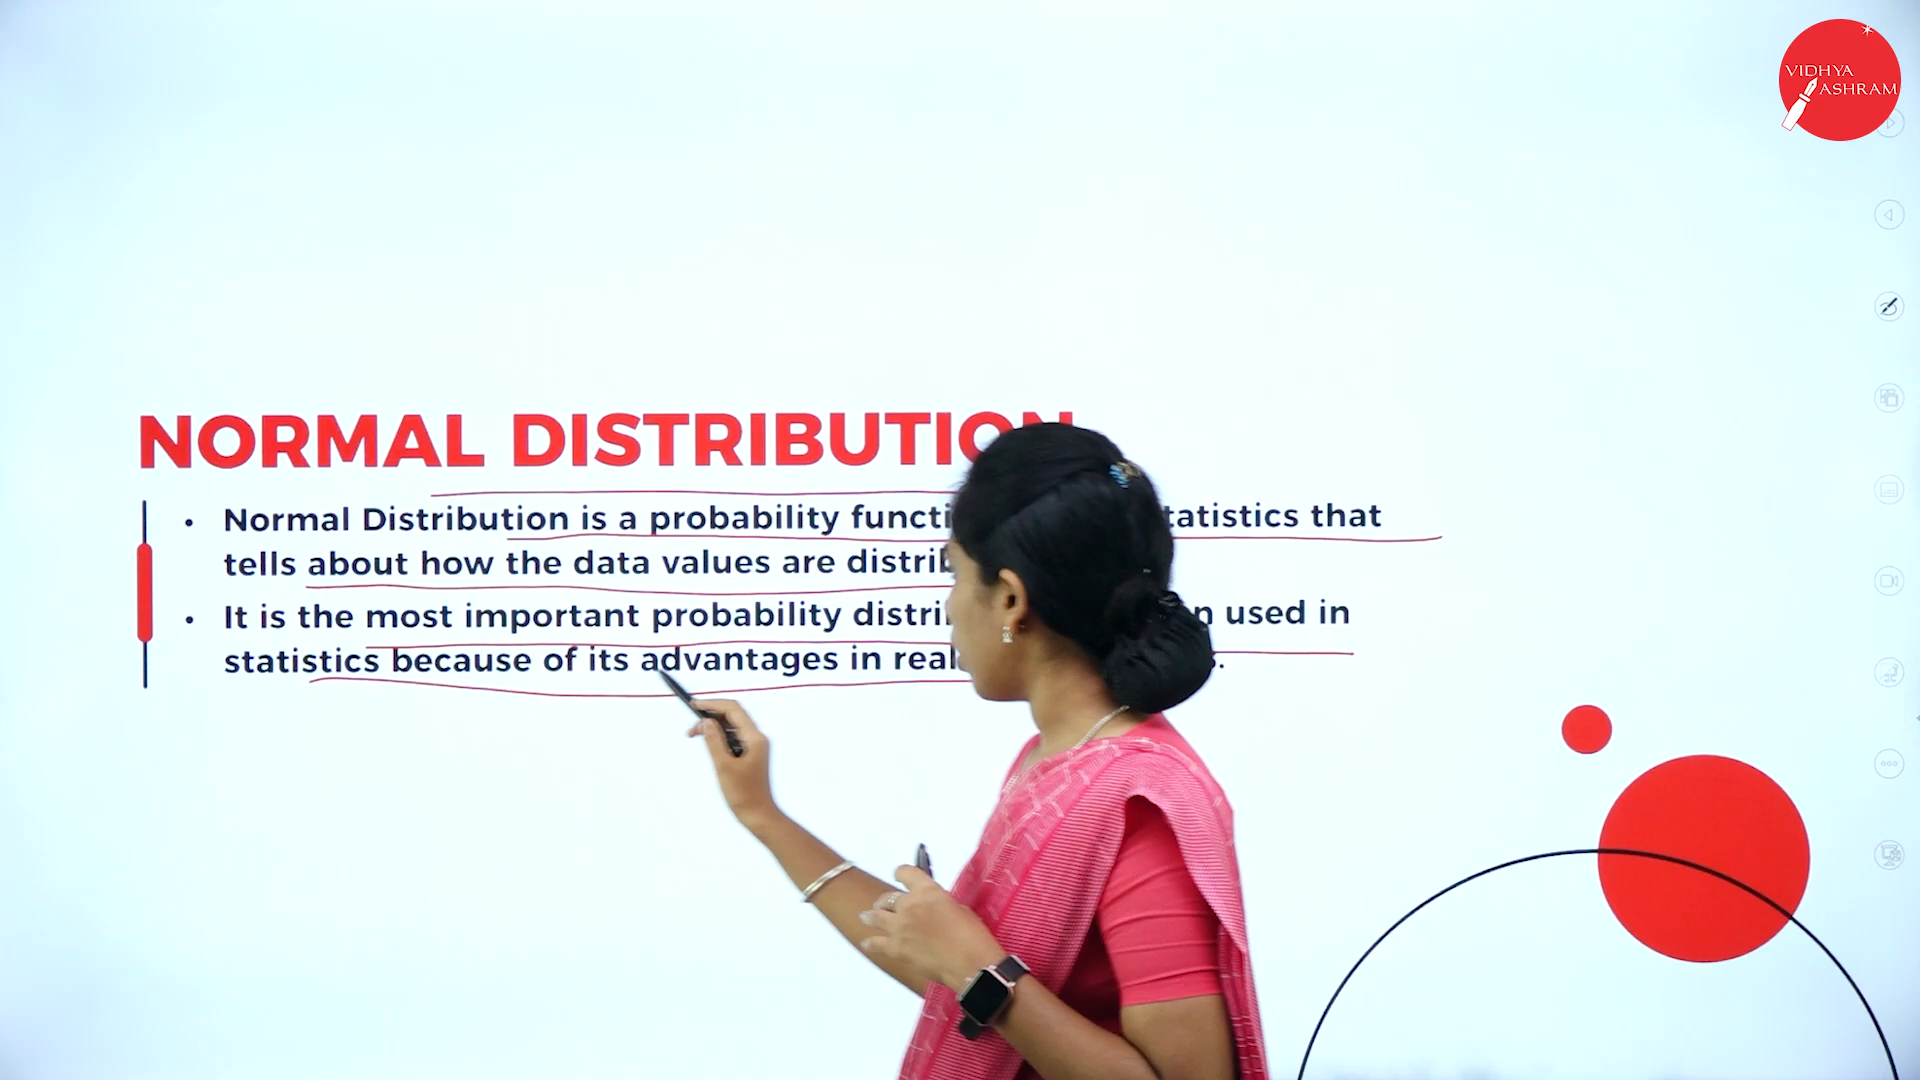 VIDHYA
ASHRAM
NORMAL DISTRIBUTION
• Normal Distribution is a probability functi tatistics that
tells about how the data values are distrib
• It is the most important probability distri n used in
statistics because of its advantages in real s.